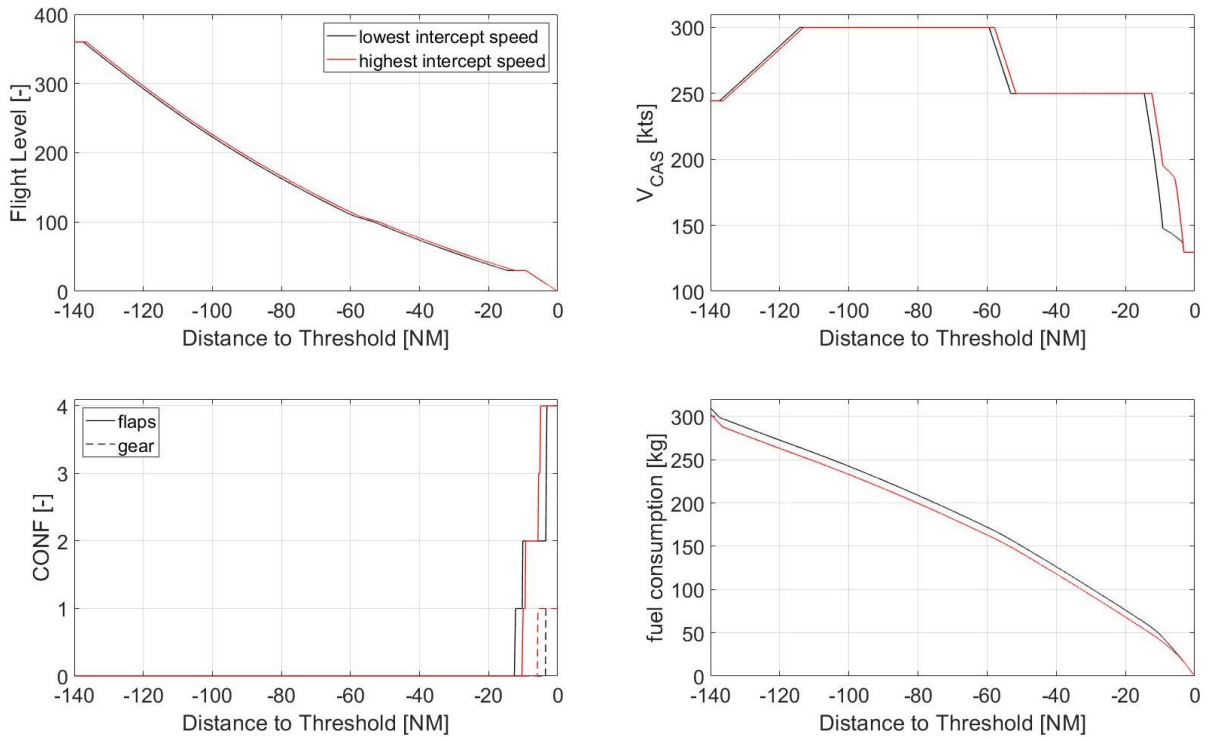 400
300
200
100
0
-140 -120 -100 -80 -60 -40 -20 0
Flight Level [-]
Distance to Threshold [NM]
lowest intercept speed
highest intercept speed
300
250
200
150
100
-140 -120 -100 -80 -60 -40 -20 0
V_CAS [kts]
Distance to Threshold [NM]
4
3
2
1
0
-140 -120 -100 -80 -60 -40 -20 0
CONF [-]
Distance to Threshold [NM]
flaps
gear
300
250
200
150
100
50
0
-140 -120 -100 -80 -60 -40 -20 0
fuel consumption [kg]
Distance to Threshold [NM]